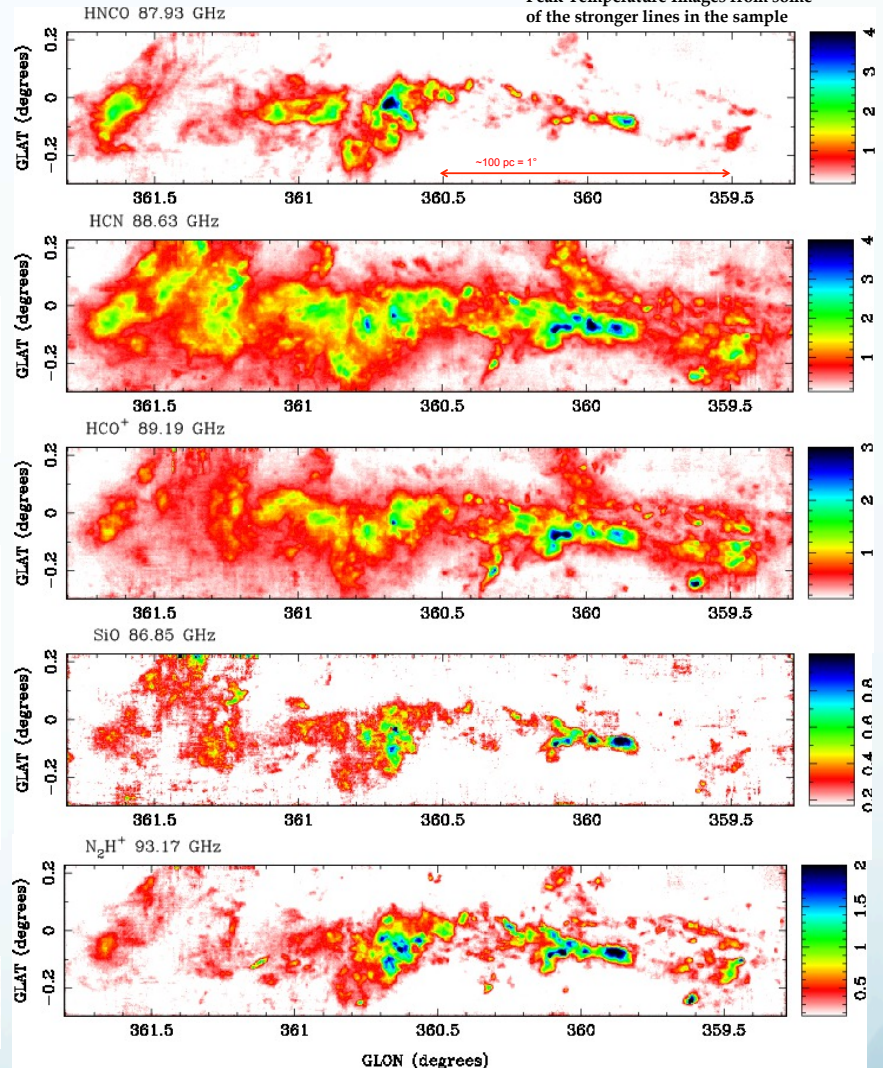 Peak Temperature Images from some
of the stronger lines in the sample
HNCO 87.93 GHz
GLAT (degrees)
0
−0.2
~100 pc = 1°
361.5 361 360.5 360 359.5
1 2 3 4
HCN 88.63 GHz
GLAT (degrees)
0.2
0
−0.2
361.5 361 360.5 360 359.5
1 2 3 4
HCO⁺ 89.19 GHz
GLAT (degrees)
0.2
0
−0.2
361.5 361 360.5 360 359.5
1 2 3
SiO 86.85 GHz
GLAT (degrees)
0.2
0
−0.2
361.5 361 360.5 360 359.5
0.2 0.4 0.6 0.8
N₂H⁺ 93.17 GHz
GLAT (degrees)
0.2
0
−0.2
361.5 361 360.5 360 359.5
0.5 1 1.5 2
GLON (degrees)